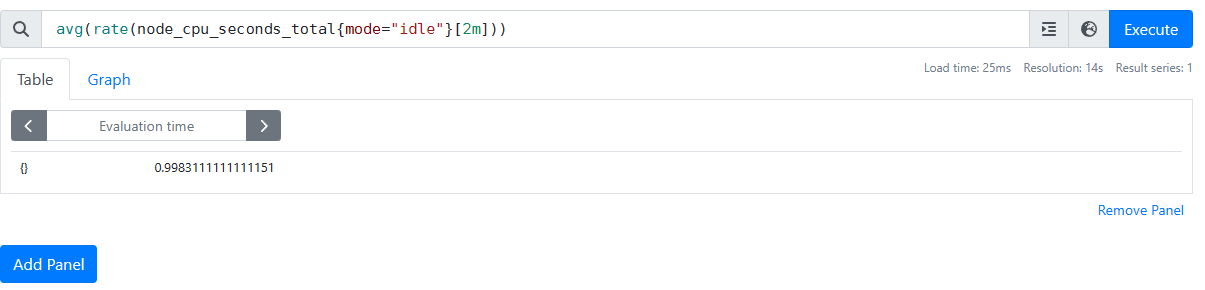 avg(rate(node_cpu_seconds_total{mode="idle"}[2m])) Execute
Load time: 25ms Resolution: 14s Result series: 1
Table Graph
Evaluation time
{} 0.9983111111111151
Remove Panel
Add Panel